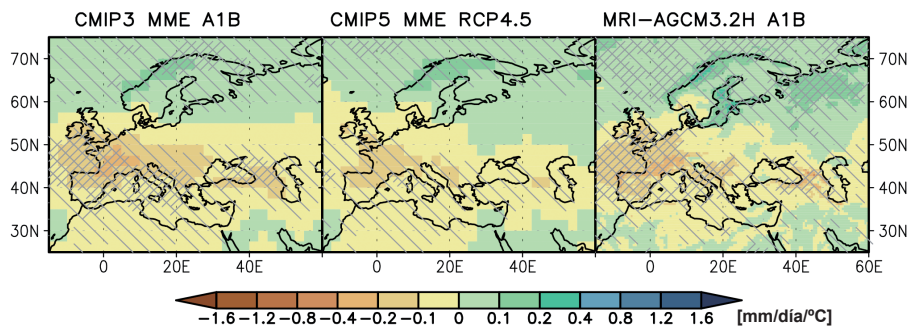 CMIP3 MME A1B CMIP5 MME RCP4.5 MRI-AGCM3.2H A1B
70N 70N
60N 60N
50N 50N
40N 40N
30N 30N
0 20E 40E 0 20E 40E 0 20E 40E 60E
-1.6 -1.2 -0.8 -0.4 -0.2 -0.1 0 0.1 0.2 0.4 0.8 1.2 1.6 [mm/día/ºC]